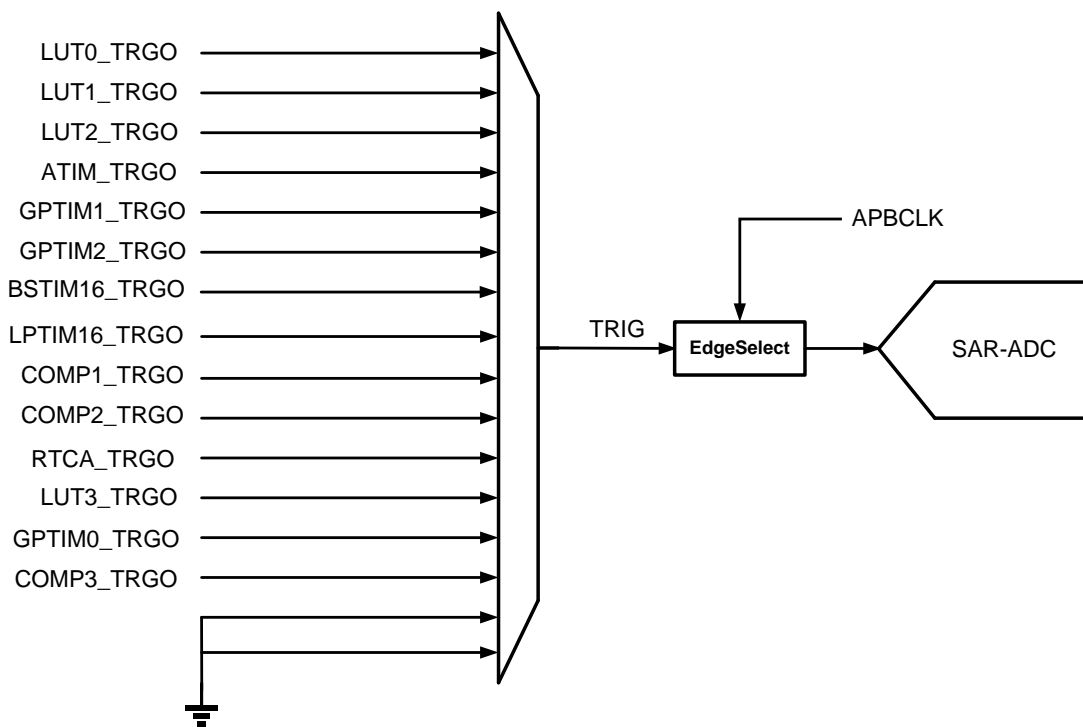 LUT0_TRGO
LUT1_TRGO
LUT2_TRGO
ATIM_TRGO
GPTIM1_TRGO
GPTIM2_TRGO
BSTIM16_TRGO
LPTIM16_TRGO
COMP1_TRGO
COMP2_TRGO
RTCA_TRGO
LUT3_TRGO
GPTIM0_TRGO
COMP3_TRGO
TRIG
APBCLK
EdgeSelect
SAR-ADC